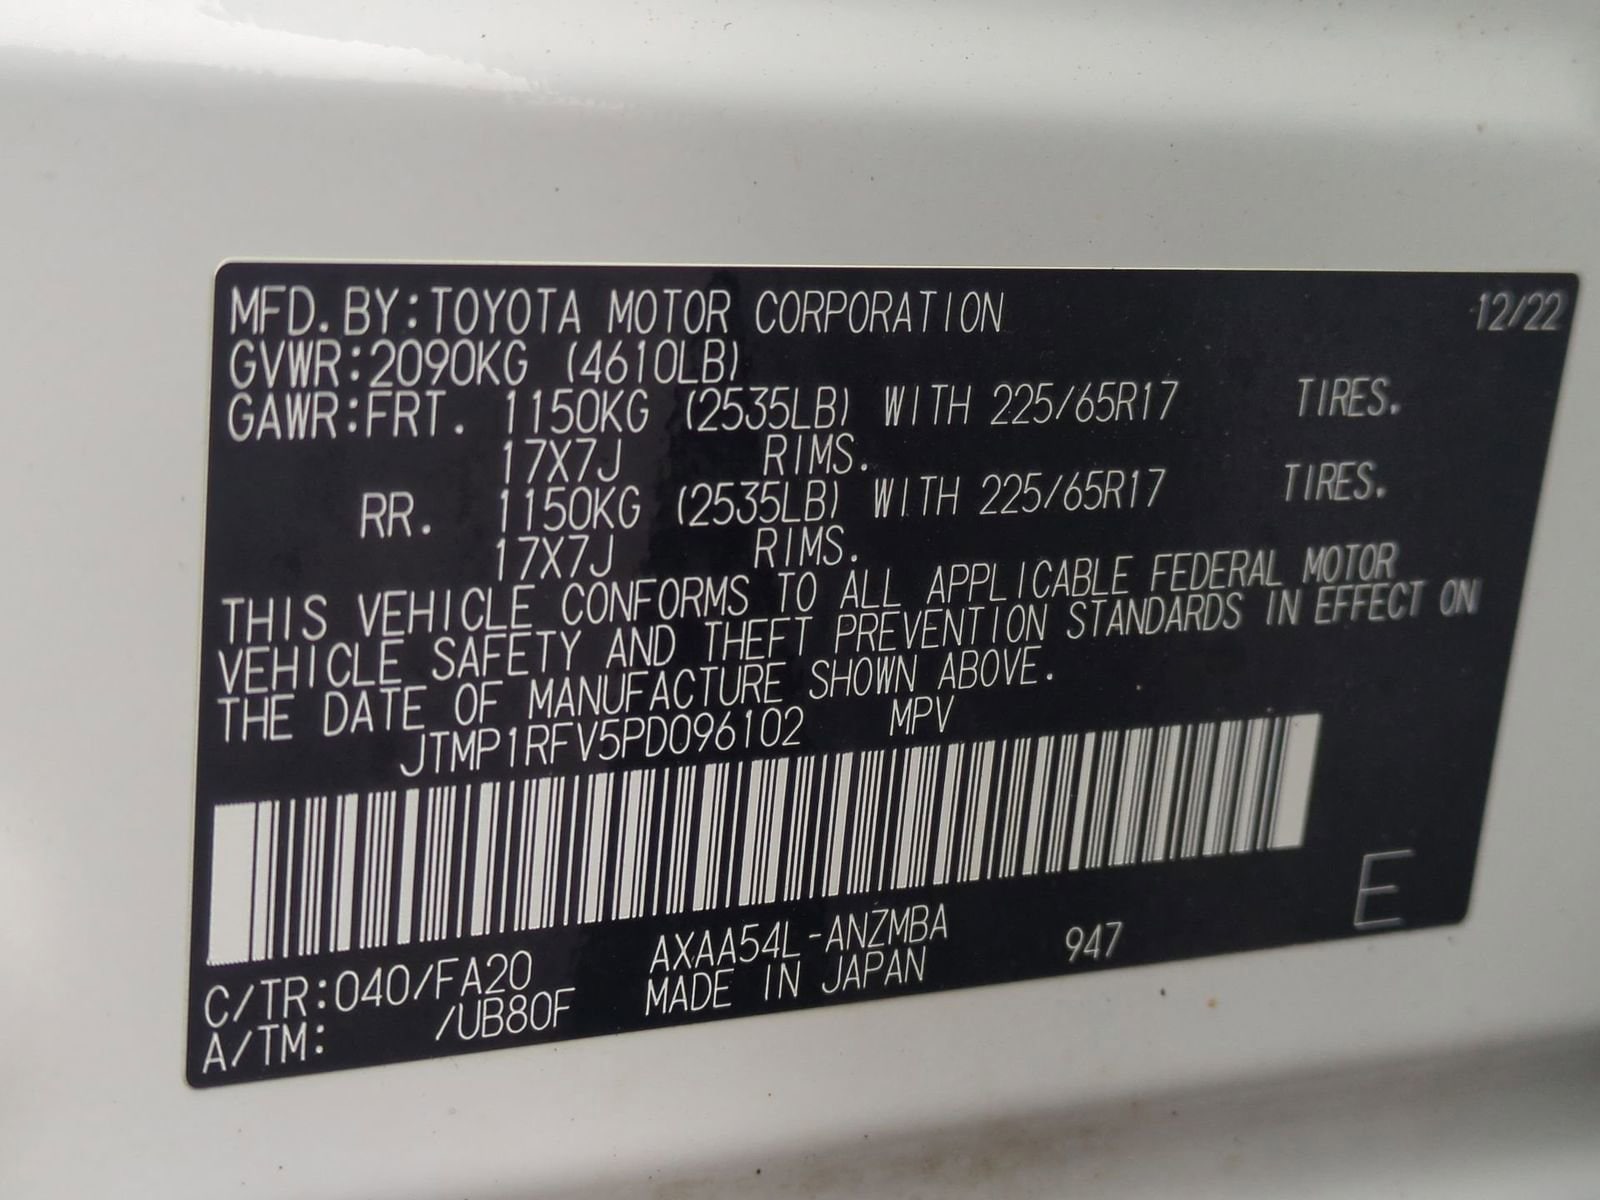 MFD. BY: TOYOTA MOTOR CORPORATION 12/22
GVWR: 2090KG (4610LB)
GAWR: FRT. 1150KG (2535LB) WITH 225/65R17 TIRES.
17X7J RIMS.
RR. 1150KG (2535LB) WITH 225/65R17 TIRES.
17X7J RIMS.
THIS VEHICLE CONFORMS TO ALL APPLICABLE FEDERAL MOTOR
VEHICLE SAFETY AND THEFT PREVENTION STANDARDS IN EFFECT ON
THE DATE OF MANUFACTURE SHOWN ABOVE.
JTMP1RFV5PD096102 MPV
E
C/TR: 040/FA20 AXAA54L-ANZMBA 947
A/TM: /UB80F MADE IN JAPAN